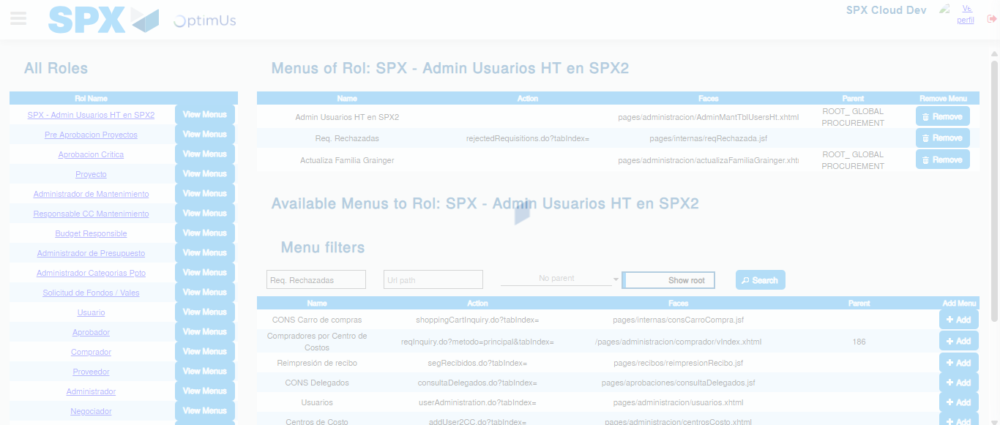 SPX OptimUs
SPX Cloud Dev
Ve
perfil
All Roles
Rol Name
SPX - Admin Usuarios HT en SPX2 View Menus
Pre Aprobacion Proyectos View Menus
Aprobacion Critica View Menus
Proyecto View Menus
Administrador de Mantenimiento View Menus
Responsable CC Mantenimiento View Menus
Budget Responsible View Menus
Administrador de Presupuesto View Menus
Administrador Categorias Ppto View Menus
Solicitud de Fondos / Vales View Menus
Usuario View Menus
Aprobador View Menus
Comprador View Menus
Proveedor View Menus
Administrador View Menus
Negociador View Menus
Menus of Rol: SPX - Admin Usuarios HT en SPX2
Name Action Faces Parent Remove Menu
Admin Usuarios HT en SPX2 pages/administracion/AdminMantTblUsersHt.xhtml ROOT_ GLOBAL PROCUREMENT Remove
Req. Rechazadas rejectedRequisitions.do?tabIndex= pages/internas/reqRechazada.jsf Remove
Actualiza Familia Grainger pages/administracion/actualizaFamiliaGrainger.xht ROOT_ GLOBAL PROCUREMENT Remove
Available Menus to Rol: SPX - Admin Usuarios HT en SPX2
Menu filters
Req. Rechazadas Url path No parent Show root Search
Name Action Faces Parent Add Menu
CONS Carro de compras shoppingCartInquiry.do?tabIndex= pages/internas/consCarroCompra.jsf Add
Compradores por Centro de Costos reqInquiry.do?metodo=principal&tabIndex= /pages/administracion/comprador/vIndex.xhtml 186 Add
Reimpresión de recibo segRecibidos.do?tabIndex= pages/recibos/reimpresionRecibo.jsf Add
CONS Delegados consultaDelegados.do?tabIndex= pages/aprobaciones/consultaDelegados.jsf Add
Usuarios userAdministration.do?tabIndex= pages/administracion/usuarios.xhtml Add
Centros de Costo addUser2CC.do?tabIndex= pages/administracion/centrosCosto.xhtml Add